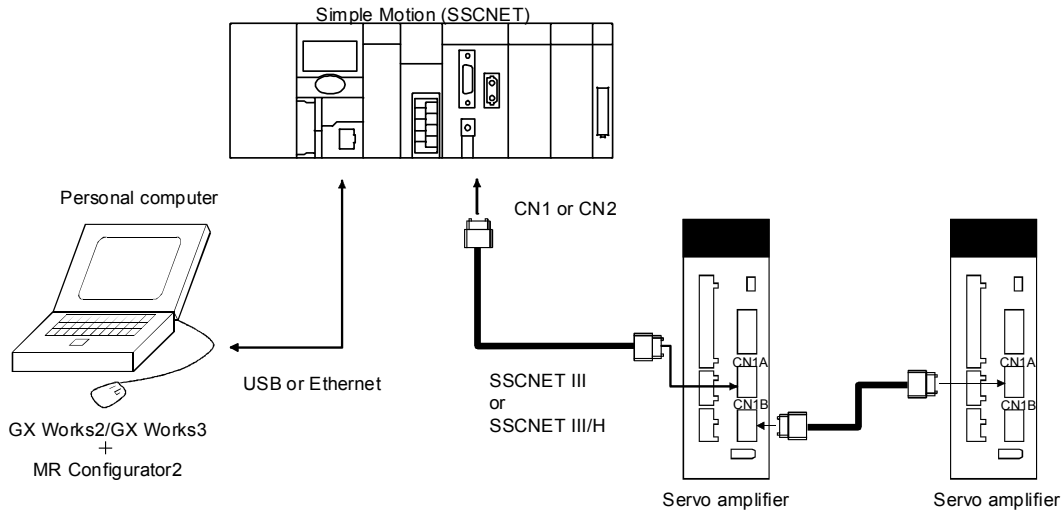 Simple Motion (SSCNET)
Personal computer
CN1 or CN2
USB or Ethernet
GX Works2/GX Works3
+
MR Configurator2
SSCNET III
or
SSCNET III/H
CN1A
CN1B
CN1A
CN1B
Servo amplifier
Servo amplifier